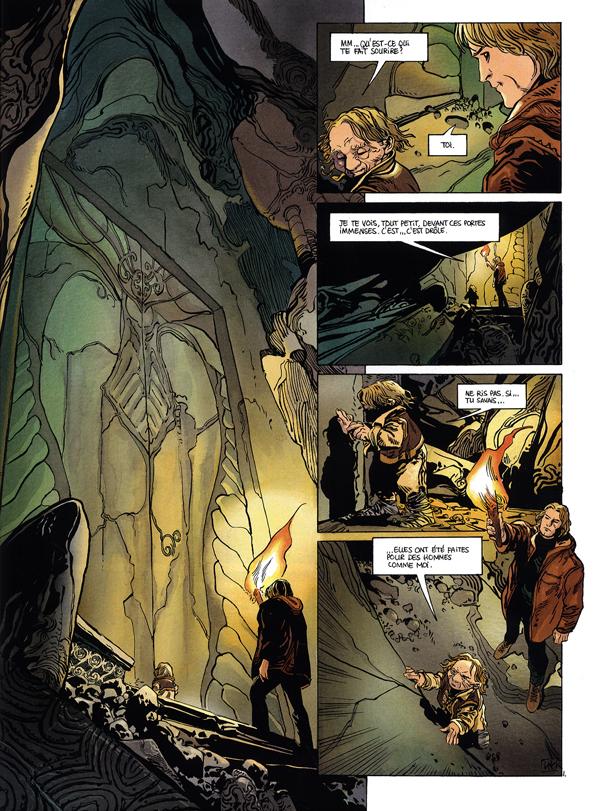 MM...QU'EST-CE QUI
TE FAIT SOURIRE?
TOI.
JE TE VOIS, TOUT PETIT, DEVANT CES PORTES
IMMENSES. C'EST... C'EST DRÔLE.
NE RIS PAS. SI...
TU SAVAIS...
...ELLES ONT ÉTÉ FAITES
POUR DES HOMMES
COMME MOI.